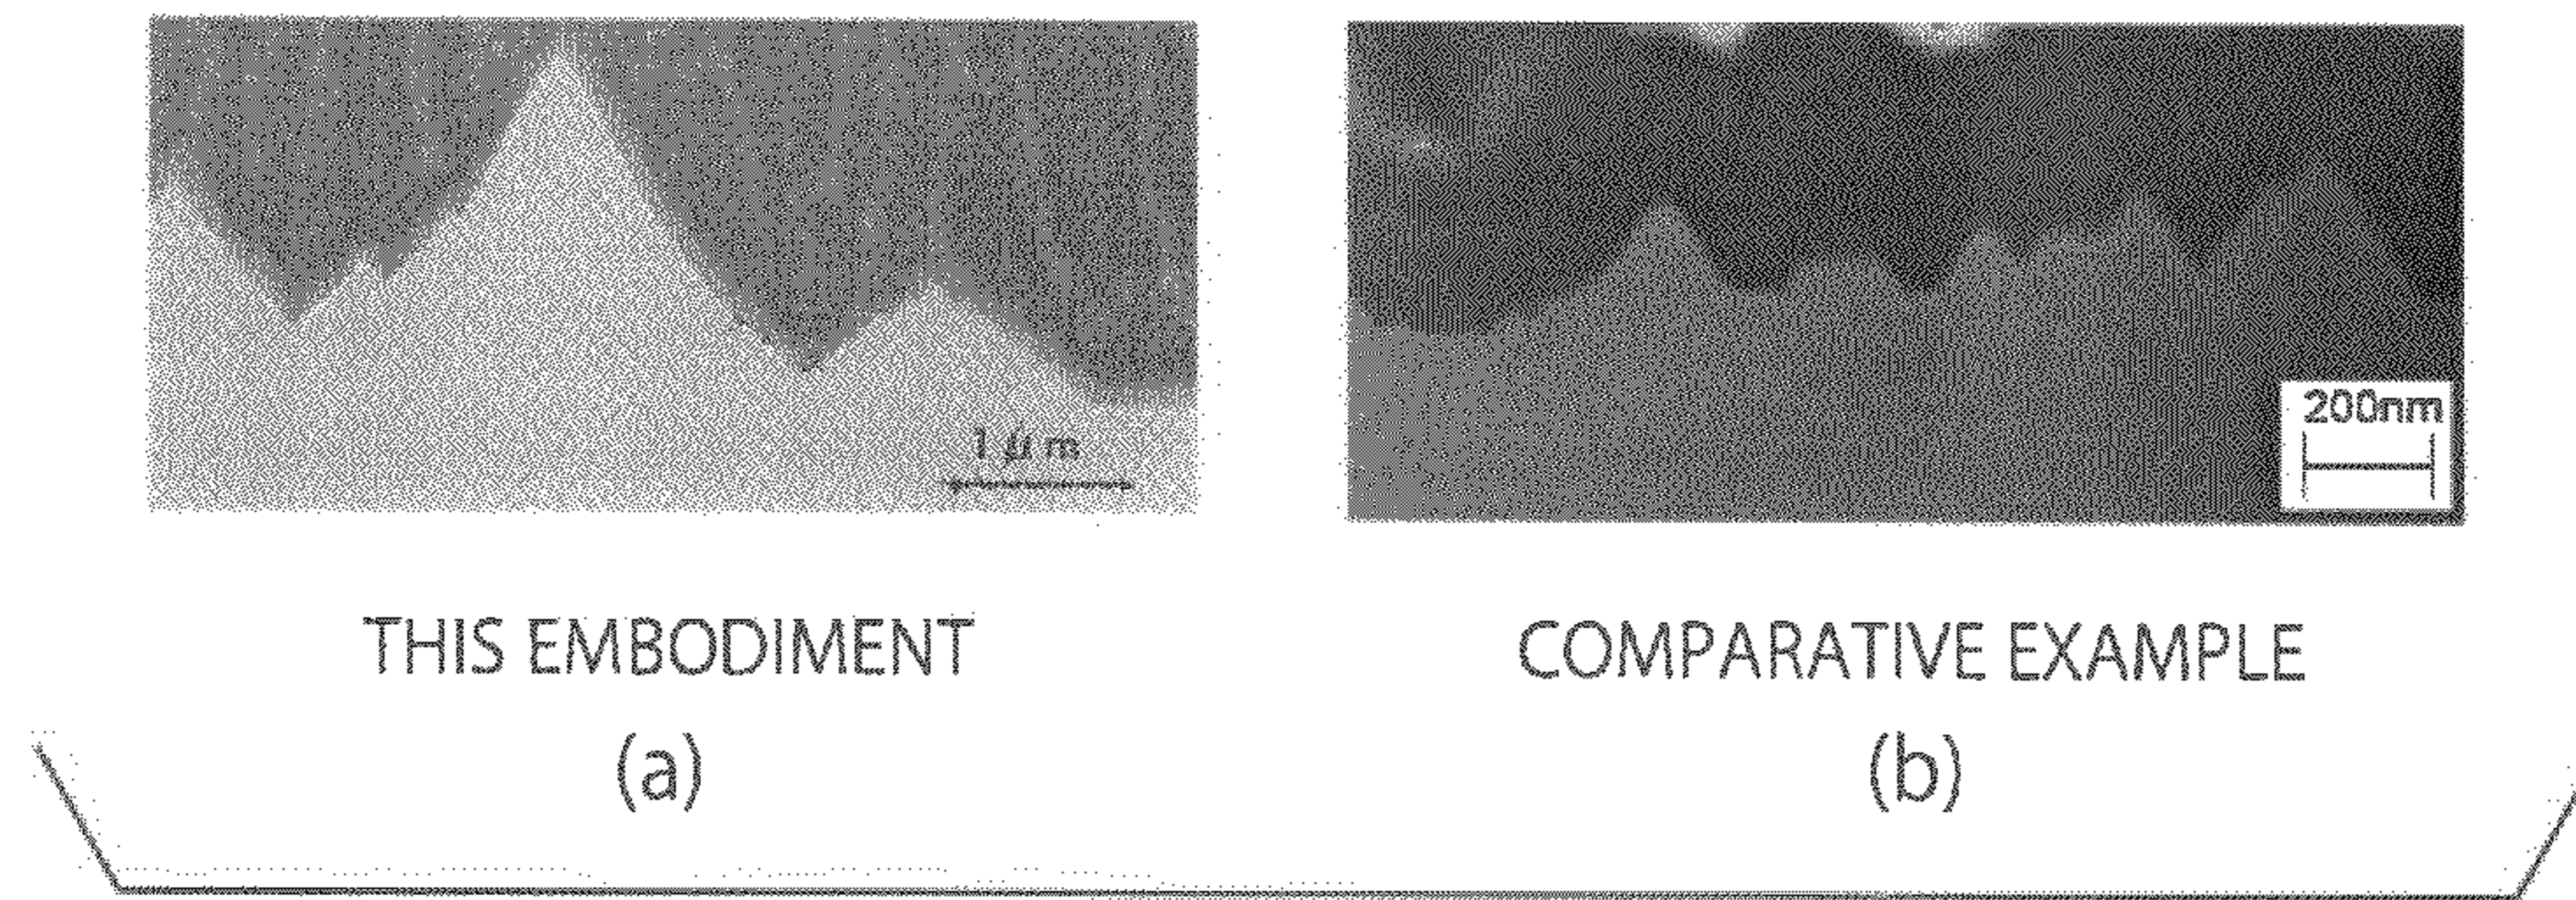 1 μm
200nm
THIS EMBODIMENT
COMPARATIVE EXAMPLE
(a)
(b)